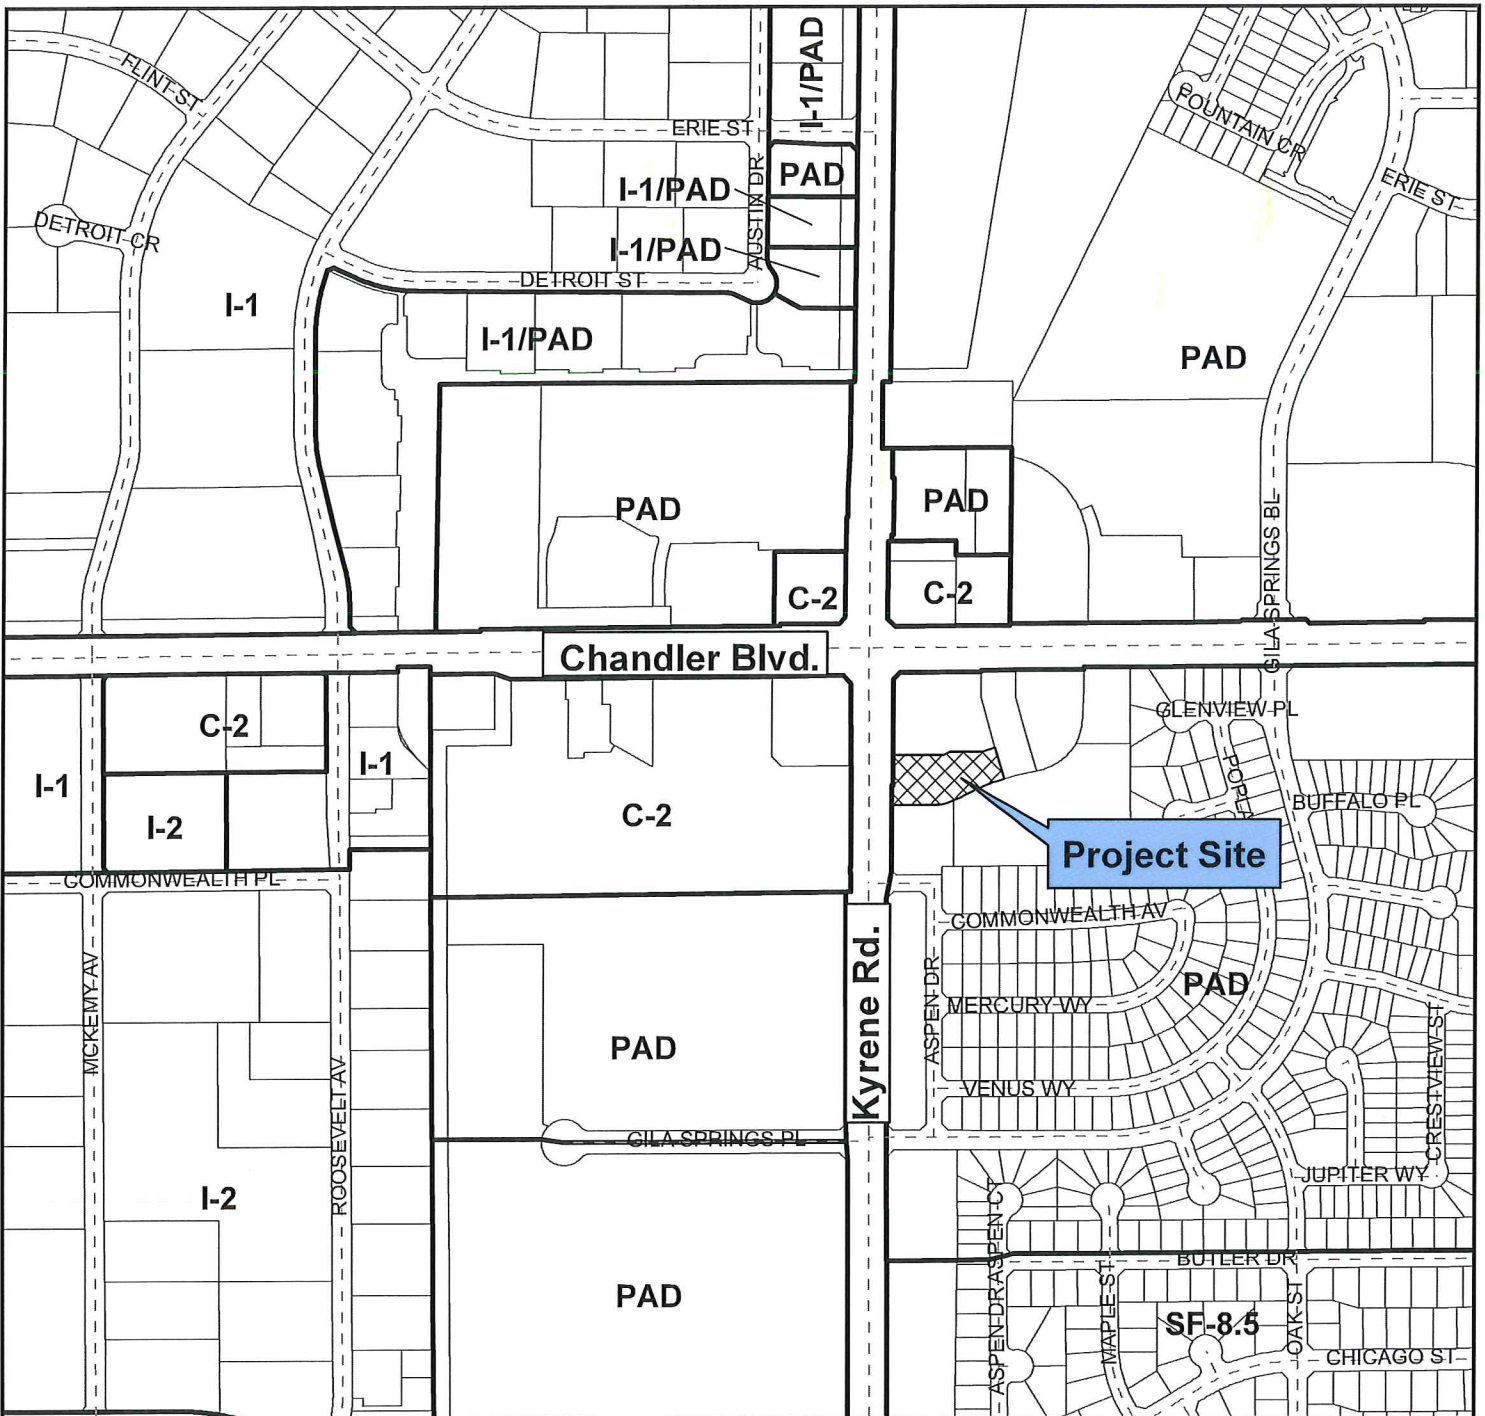 I-1/PAD
FLINT ST
ERIE ST
FOUNTAIN CR
PAD
I-1/PAD
AUSTIN DR
ERIE ST
DETROIT CR
I-1/PAD
DETROIT ST
I-1
I-1/PAD
PAD
PAD
PAD
GILA SPRINGS BL
C-2
C-2
Chandler Blvd.
GLENVIEW PL
C-2
I-1
I-1
I-2
C-2
BUFFALO PL
Project Site
COMMONWEALTH PL
COMMONWEALTH AV
Kyrene Rd.
PAD
ASPEN DR
MERCURY WY
MCKEMY AV
PAD
CRESTVIEW ST
VENUS WY
ROOSEVELT AV
GILA SPRINGS PL
JUPITER WY
I-2
ASPEN CT
BUTLER DR
PAD
ASPEN DR
MAPLE ST
SF-8.5
OAK ST
CHICAGO ST